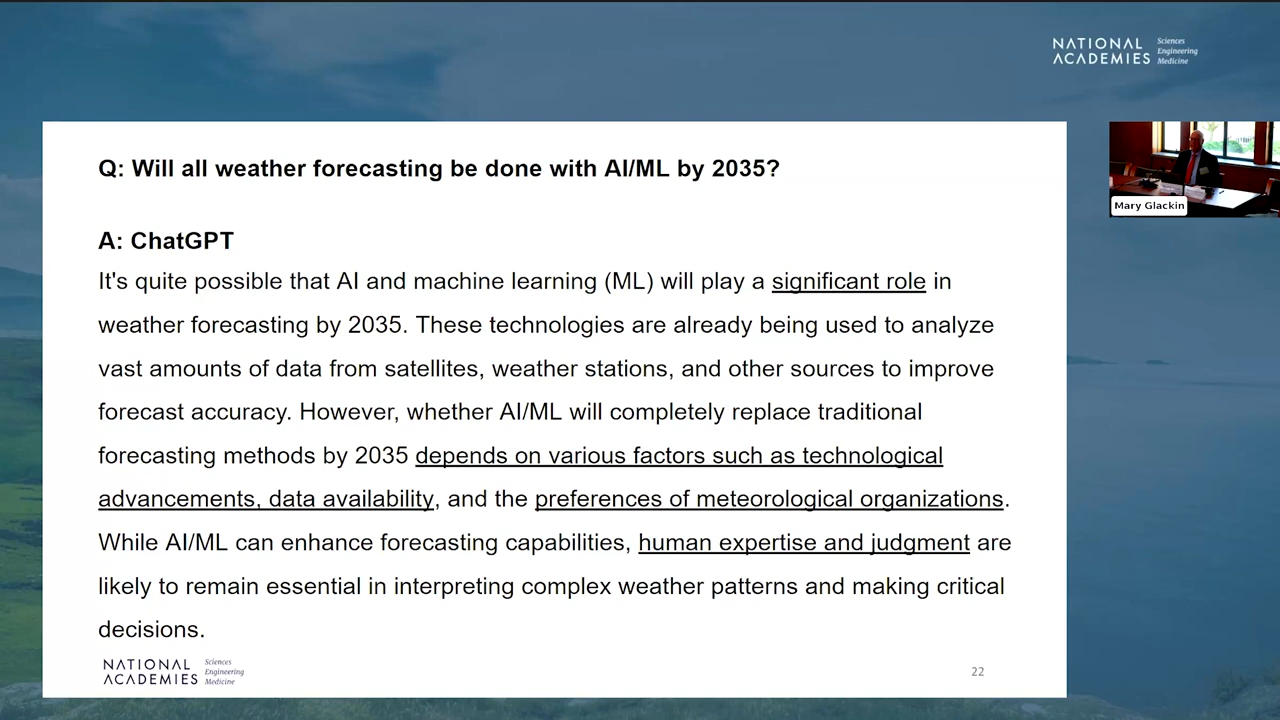 NATIONAL
ACADEMIES
Sciences
Engineering
Medicine
Q: Will all weather forecasting be done with AI/ML by 2035?
Mary Glackin
A: ChatGPT
It's quite possible that AI and machine learning (ML) will play a significant role in
weather forecasting by 2035. These technologies are already being used to analyze
vast amounts of data from satellites, weather stations, and other sources to improve
forecast accuracy. However, whether AI/ML will completely replace traditional
forecasting methods by 2035 depends on various factors such as technological
advancements, data availability, and the preferences of meteorological organizations.
While AI/ML can enhance forecasting capabilities, human expertise and judgment are
likely to remain essential in interpreting complex weather patterns and making critical
decisions.
NATIONAL
ACADEMIES
Sciences
Engineering
Medicine
22